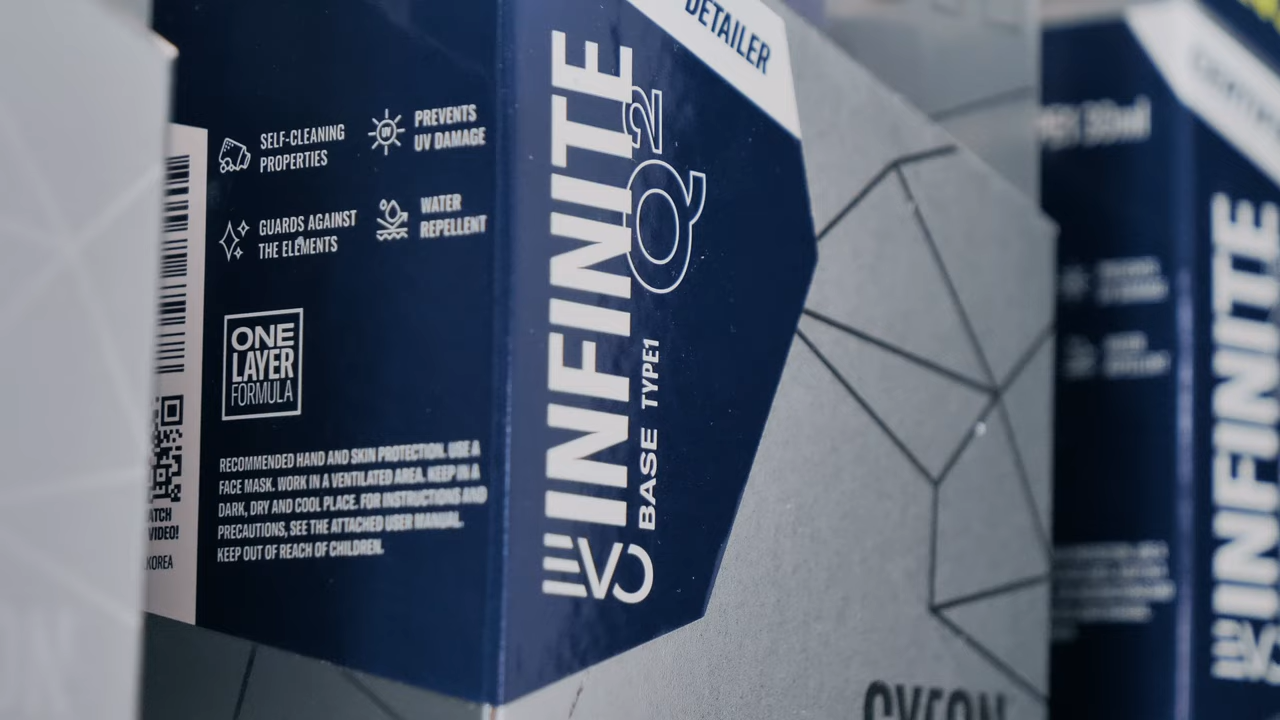 SELF-CLEANING
PROPERTIES
PREVENTS
UV DAMAGE
UV
GUARDS AGAINST
THE ELEMENTS
WATER
REPELLENT
ONE
LAYER
FORMULA
RECOMMENDED HAND AND SKIN PROTECTION. USE A
FACE MASK. WORK IN A VENTILATED AREA. KEEP IN A
DARK, DRY AND COOL PLACE. FOR INSTRUCTIONS AND
PRECAUTIONS, SEE THE ATTACHED USER MANUAL.
KEEP OUT OF REACH OF CHILDREN.
VIDEO!
KOREA
DETAILER
Q2
INFINITE
BASE TYPE1
EVO
INFINITE